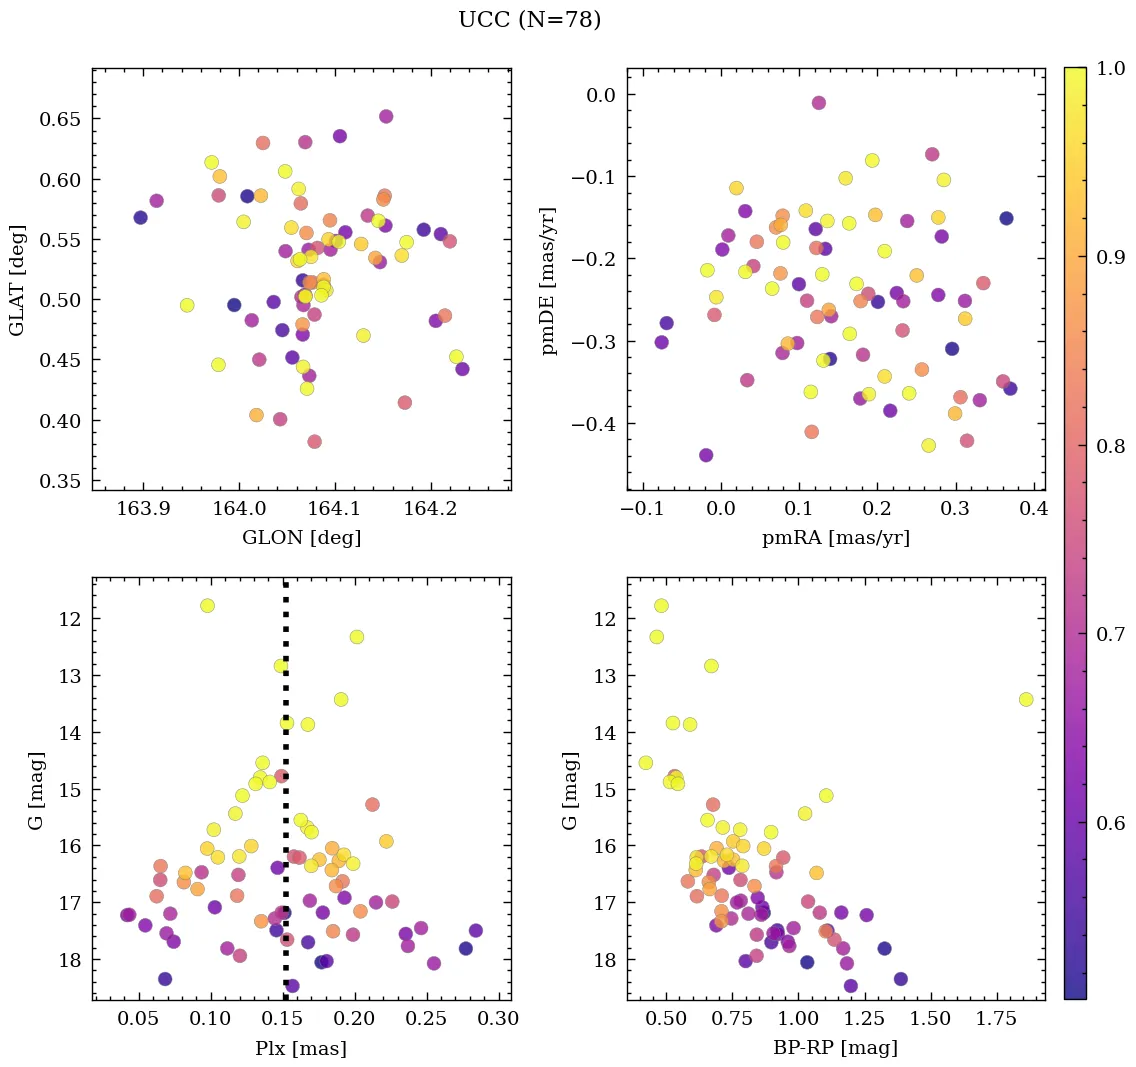 UCC (N=78)
0.65
0.60
0.55
0.50
0.45
0.40
0.35
GLAT [deg]
163.9 164.0 164.1 164.2
GLON [deg]
0.0
−0.1
−0.2
−0.3
−0.4
pmDE [mas/yr]
−0.1 0.0 0.1 0.2 0.3 0.4
pmRA [mas/yr]
1.0
0.9
0.8
0.7
0.6
12
13
14
15
16
17
18
G [mag]
0.05 0.10 0.15 0.20 0.25 0.30
Plx [mas]
12
13
14
15
16
17
18
G [mag]
0.50 0.75 1.00 1.25 1.50 1.75
BP-RP [mag]